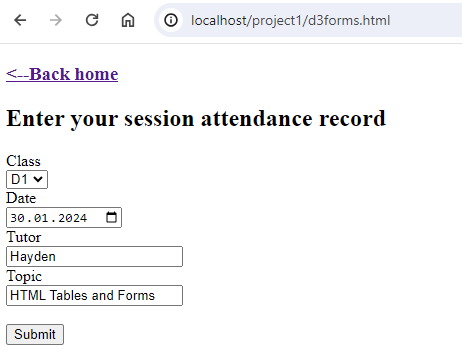 localhost/project1/d3forms.html
<--Back home
Enter your session attendance record
Class
D1
Date
30.01.2024
Tutor
Hayden
Topic
HTML Tables and Forms
Submit